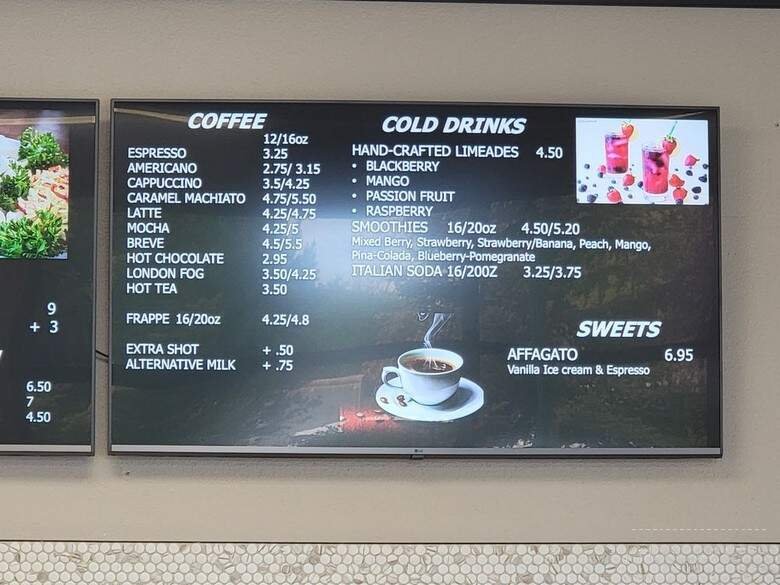 COFFEE
12/16oz
ESPRESSO 3.25
AMERICANO 2.75/ 3.15
CAPPUCCINO 3.5/4.25
CARAMEL MACHIATO 4.75/5.50
LATTE 4.25/4.75
MOCHA 4.25/5
BREVE 4.5/5.5
HOT CHOCOLATE 2.95
LONDON FOG 3.50/4.25
HOT TEA 3.50
FRAPPE 16/20oz 4.25/4.8
EXTRA SHOT + .50
ALTERNATIVE MILK + .75
COLD DRINKS
HAND-CRAFTED LIMEADES 4.50
• BLACKBERRY
• MANGO
• PASSION FRUIT
• RASPBERRY
SMOOTHIES 16/20oz 4.50/5.20
Mixed Berry, Strawberry, Strawberry/Banana, Peach, Mango,
Pina-Colada, Blueberry-Pomegranate
ITALIAN SODA 16/20OZ 3.25/3.75
SWEETS
AFFAGATO 6.95
Vanilla Ice cream & Espresso
9
+ 3
6.50
7
4.50
LG